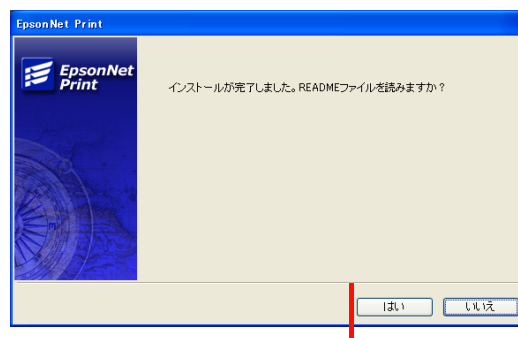 EpsonNet Print
EpsonNet
Print
インストールが完了しました。READMEファイルを読みますか？
はい
いいえ